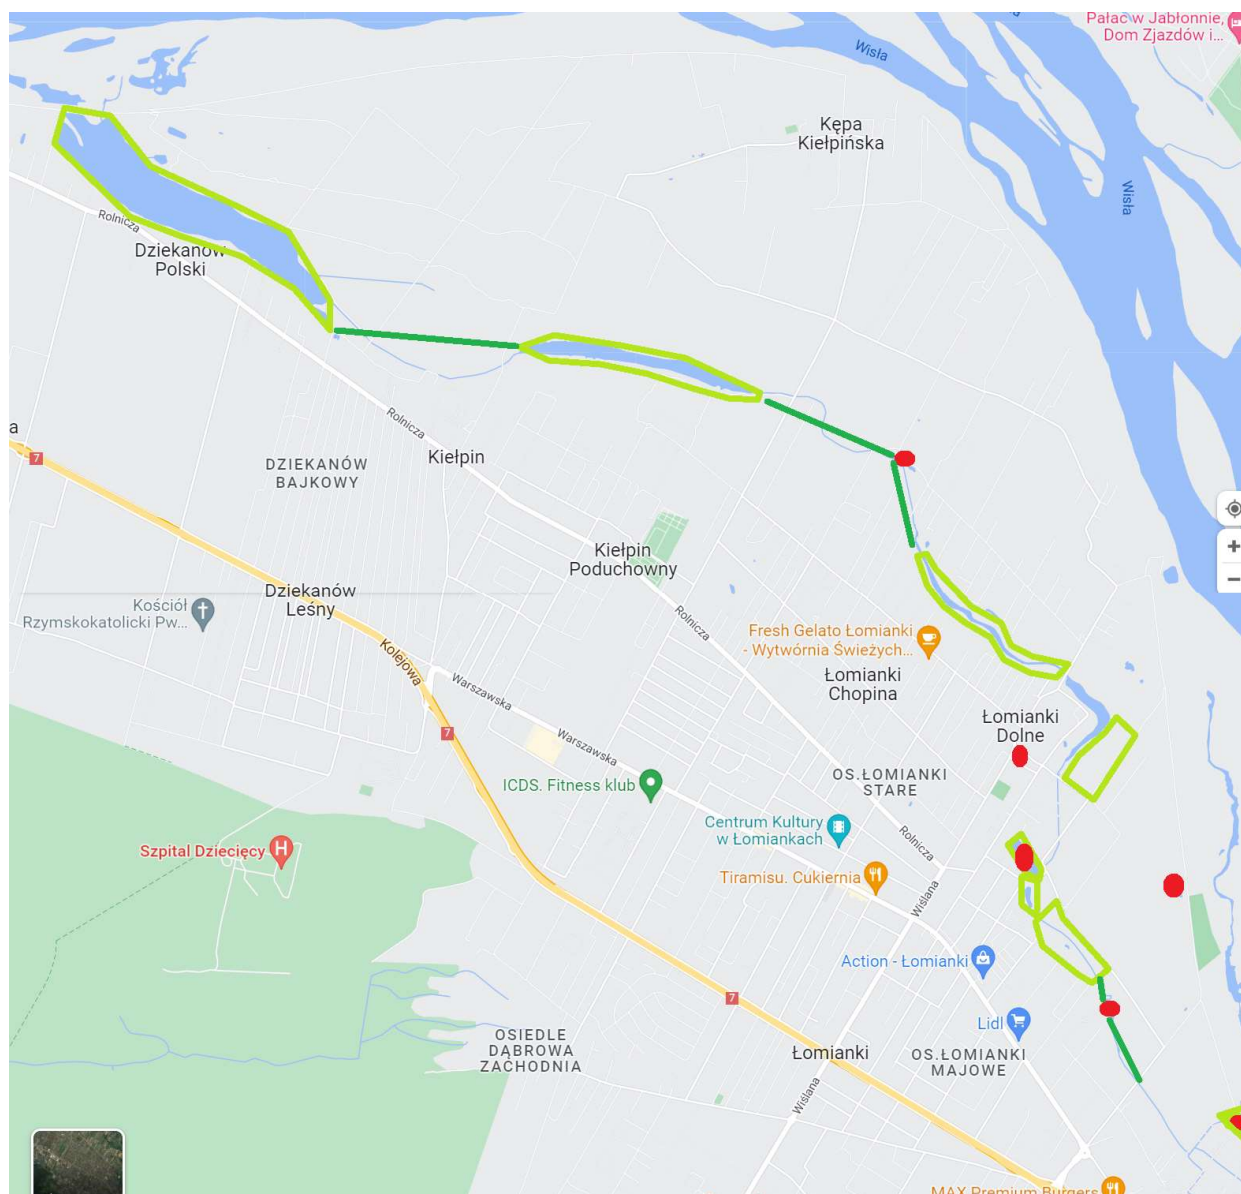 Pałac w Jabłonnie,
Dom Zjazdów i...
Wisła
Kępa
Kiełpińska
Wisła
Rolnicza
Dziekanów
Polski
Rolnicza
a
7
Kiełpin
DZIEKANÓW
BAJKOWY
Kiełpin
Poduchowny
Dziekanów
Leśny
Kościół
Rzymskokatolicki Pw...
Rolnicza
Fresh Gelato Łomianki
- Wytwórnia Świeżych...
Kolejowa
Warszawska
Łomianki
Chopina
Łomianki
Dolne
7
Warszawska
OS.ŁOMIANKI
STARE
ICDS. Fitness klub
Centrum Kultury
w Łomiankach
Rolnicza
Szpital Dziecięcy
H
Tiramisu. Cukiernia
Wiślana
Action - Łomianki
7
Lidl
OSIEDLE
DĄBROWA
ZACHODNIA
Łomianki
OS.ŁOMIANKI
MAJOWE
Wiślana
MAX Premium Burgers